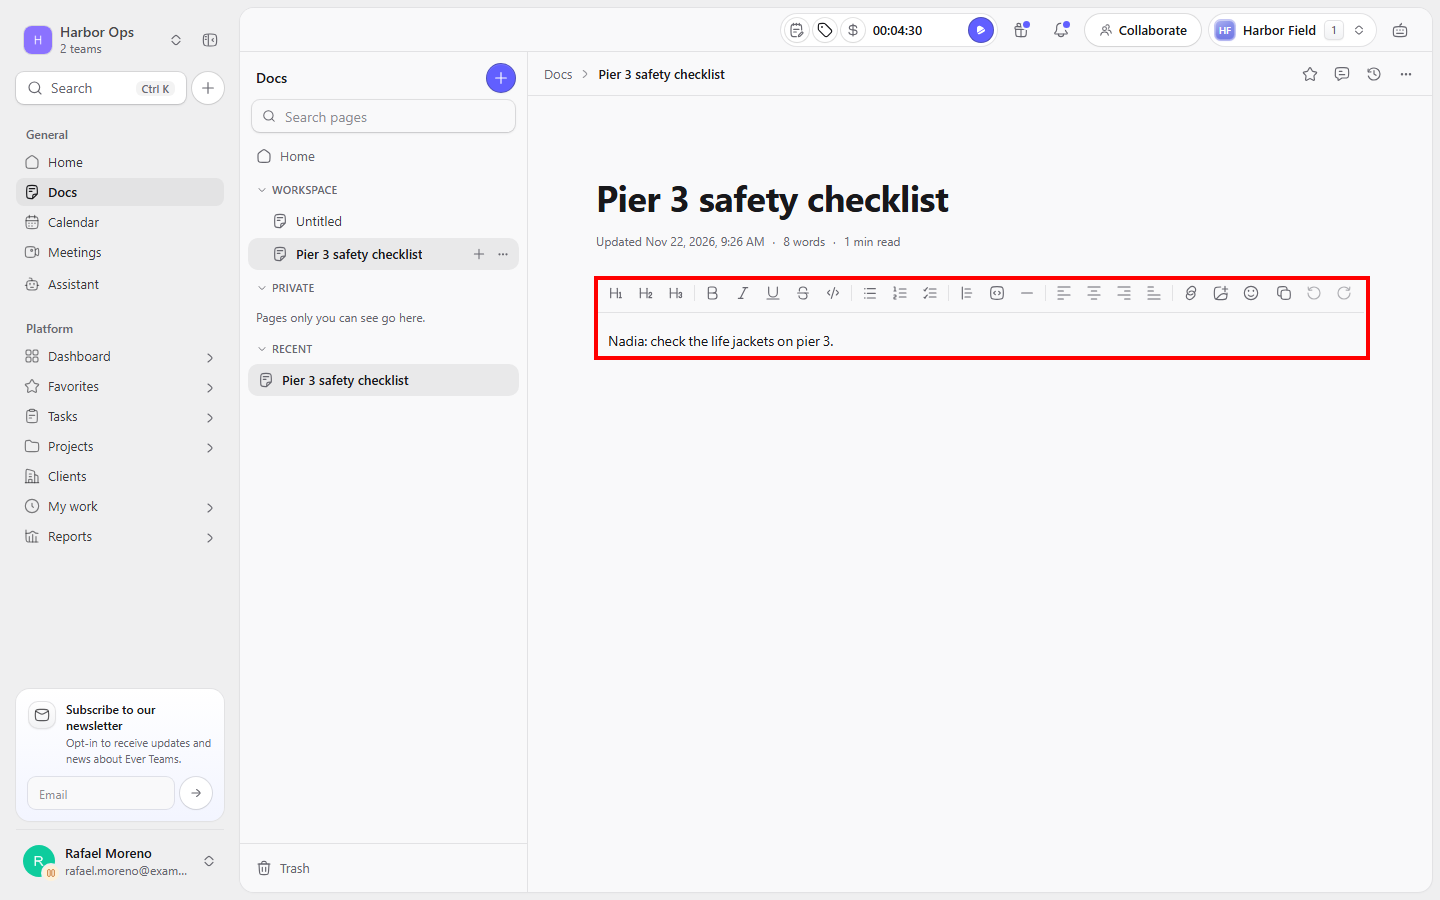 H
Harbor Ops
2 teams
Search
Ctrl K
General
Home
Docs
Calendar
Meetings
Assistant
Platform
Dashboard
Favorites
Tasks
Projects
Clients
My work
Reports
Subscribe to our
newsletter
Opt-in to receive updates and
news about Ever Teams.
Email
R
Rafael Moreno
rafael.moreno@exam...
00:04:30
Collaborate
HF
Harbor Field
1
Docs
Search pages
Home
WORKSPACE
Untitled
Pier 3 safety checklist
PRIVATE
Pages only you can see go here.
RECENT
Pier 3 safety checklist
Trash
Docs > Pier 3 safety checklist
Pier 3 safety checklist
Updated Nov 22, 2026, 9:26 AM · 8 words · 1 min read
H1 H2 H3 B I U S
Nadia: check the life jackets on pier 3.